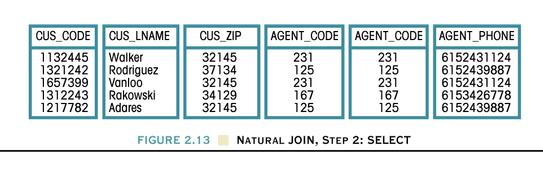 CUS_CODE CUS_LNAME CUS_ZIP AGENT_CODE AGENT_CODE AGENT_PHONE
1132445 Walker 32145 231 231 6152431124
1321242 Rodriguez 37134 125 125 6152439887
1657399 Vanloo 32145 231 231 6152431124
1312243 Rakowski 34129 167 167 6153426778
1217782 Adares 32145 125 125 6152439887
FIGURE 2.13 NATURAL JOIN, STEP 2: SELECT